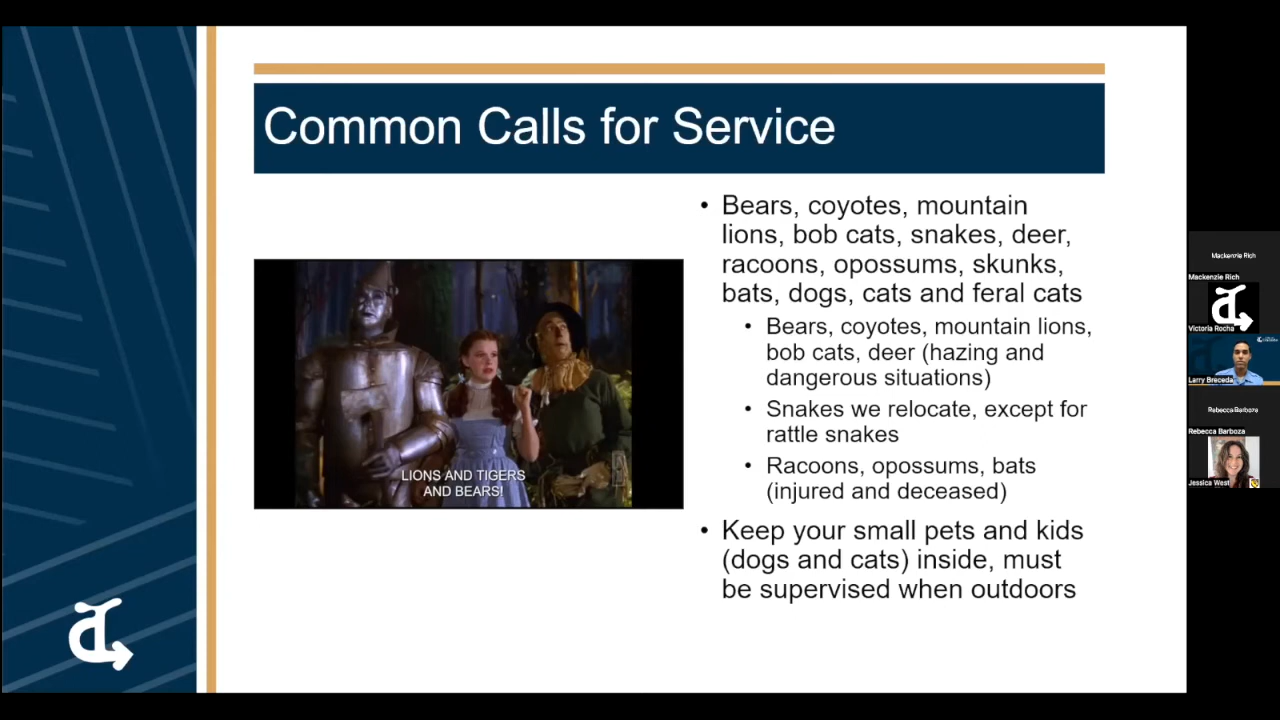 Common Calls for Service
• Bears, coyotes, mountain
lions, bob cats, snakes, deer,
racoons, opossums, skunks,
bats, dogs, cats and feral cats
• Bears, coyotes, mountain lions,
bob cats, deer (hazing and
dangerous situations)
• Snakes we relocate, except for
rattle snakes
• Racoons, opossums, bats
(injured and deceased)
• Keep your small pets and kids
(dogs and cats) inside, must
be supervised when outdoors
LIONS AND TIGERS
AND BEARS!
Mackenzie Rich
Mackenzie Rich
Victoria Rocha
Larry Breceda
Rebecca Barboza
Rebecca Barboza
Jessica West